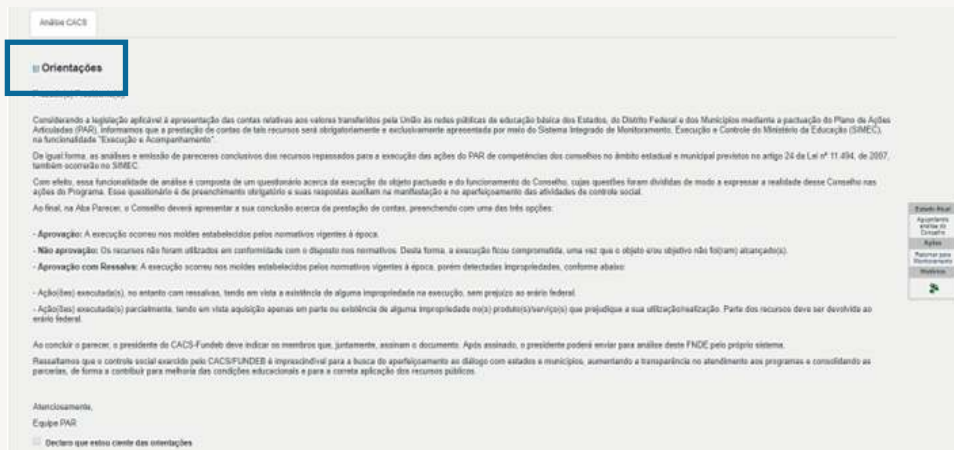 Análise CACS
Orientações
Considerando a legislação aplicável à apresentação das contas relativas aos valores transferidos pela União às redes públicas de educação básica dos Estados, do Distrito Federal e dos Municípios mediante a pactuação do Plano de Ações
Articuladas (PAR), informamos que a prestação de contas de tais recursos será obrigatoriamente e exclusivamente apresentada por meio do Sistema Integrado de Monitoramento, Execução e Controle do Ministério da Educação (SIMEC),
na funcionalidade "Execução e Acompanhamento".
De igual forma, as análises e emissão de pareceres conclusivos dos recursos repassados para a execução das ações do PAR de competências dos conselhos no âmbito estadual e municipal previstos no artigo 24 da Lei nº 11.494, de 2007,
também ocorrerão no SIMEC.
Com efeito, essa funcionalidade de análise é composta de um questionário acerca da execução do objeto pactuado e do funcionamento do Conselho, cujas questões foram divididas de modo a expressar a realidade desse Conselho nas
ações do Programa. Esse questionário é de preenchimento obrigatório e suas respostas auxiliam na manifestação e no aperfeiçoamento das atividades de controle social.
Ao final, na Aba Parecer, o Conselho deverá apresentar a sua conclusão acerca da prestação de contas, preenchendo com uma das três opções:
- Aprovação: A execução ocorreu nos moldes estabelecidos pelos normativos vigentes à época.
- Não aprovação: Os recursos não foram utilizados em conformidade com o disposto nos normativos. Desta forma, a execução ficou comprometida, uma vez que o objeto e/ou objetivo não foi(ram) alcançado(s).
- Aprovação com Ressalva: A execução ocorreu nos moldes estabelecidos pelos normativos vigentes à época, porém detectadas impropriedades, conforme abaixo:
- Ação(ões) executada(s), no entanto com ressalvas, tendo em vista a existência de alguma impropriedade na execução, sem prejuízo ao erário federal.
- Ação(ões) executada(s) parcialmente, tendo em vista aquisição apenas em parte ou existência de alguma impropriedade no(s) produto(s)/serviço(s) que prejudique a sua utilização/realização. Parte dos recursos deve ser devolvida ao
erário federal.
Ao concluir o parecer, o presidente do CACS-Fundeb deve indicar os membros que, juntamente, assinam o documento. Após assinado, o presidente poderá enviar para análise deste FNDE pelo próprio sistema.
Ressaltamos que o controle social exercido pelo CACS/FUNDEB é imprescindível para a busca do aperfeiçoamento ao diálogo com estados e municípios, aumentando a transparência no atendimento aos programas e consolidando as
parcerias, de forma a contribuir para melhoria das condições educacionais e para a correta aplicação dos recursos públicos.
Atenciosamente,
Equipe PAR
Declaro que estou ciente das orientações
Estado Atual
Aguardando
análise do
Conselho
Ações
Retornar para
Monitoramento
Histórico